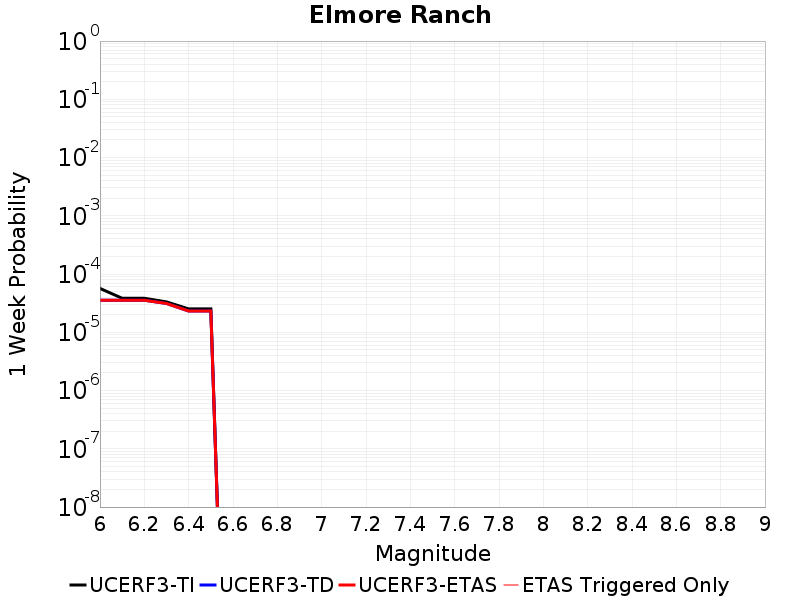 Elmore Ranch
1 Week Probability
10^0
10^-1
10^-2
10^-3
10^-4
10^-5
10^-6
10^-7
10^-8
6 6.2 6.4 6.6 6.8 7 7.2 7.4 7.6 7.8 8 8.2 8.4 8.6 8.8 9
Magnitude
UCERF3-TI UCERF3-TD UCERF3-ETAS ETAS Triggered Only